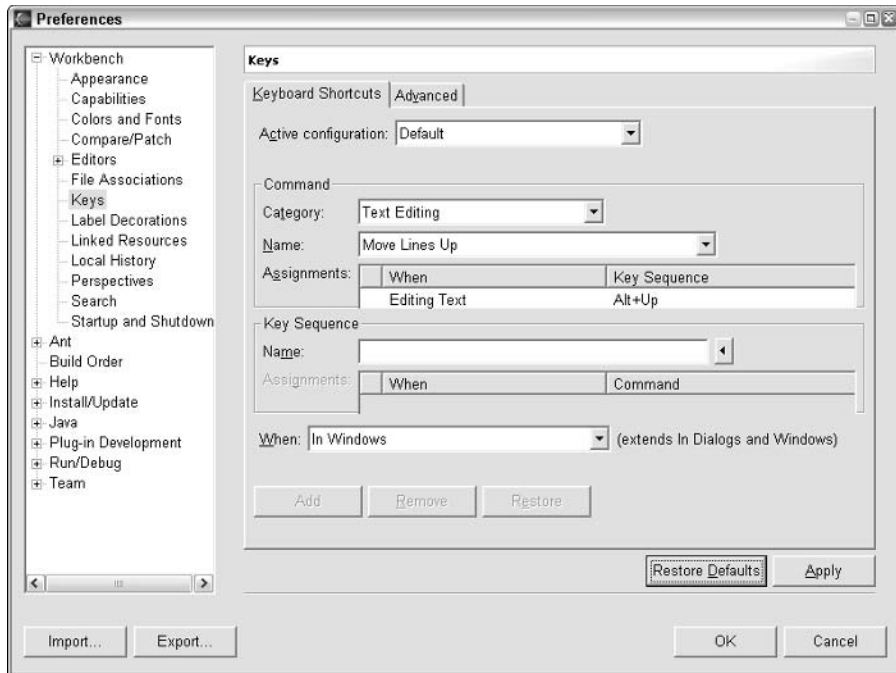 Preferences
Workbench
Appearance
Capabilities
Colors and Fonts
Compare/Patch
Editors
File Associations
Keys
Label Decorations
Linked Resources
Local History
Perspectives
Search
Startup and Shutdown
Ant
Build Order
Help
Install/Update
Java
Plug-in Development
Run/Debug
Team
Keys
Keyboard Shortcuts Advanced
Active configuration: Default
Command
Category: Text Editing
Name: Move Lines Up
Assignments: When Key Sequence
Editing Text Alt+Up
Key Sequence
Name:
Assignments: When Command
When: In Windows (extends In Dialogs and Windows)
Add Remove Restore
Restore Defaults Apply
Import... Export... OK Cancel